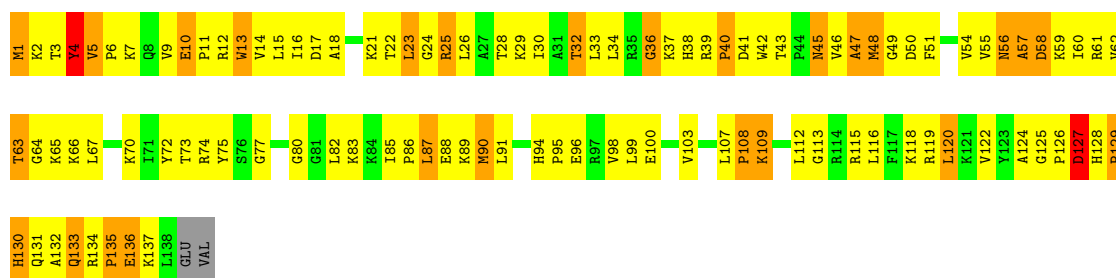 M1 K2 T3 Y4 V5 P6 K7 Q8 V9 E10 P11 R12 W13 V14 L15 I16 D17 A18 K21 T22 L23 G24 R25 L26 A27 T28 K29 I30 A31 T32 L33 L34 R35 G36 K37 H38 R39 P40 D41 W42 T43 P44 N45 V46 A47 M48 G49 D50 F51 V54 V55 N56 A57 D58 K59 I60 R61 V62
T63 G64 K65 K66 L67 K70 I71 Y72 T73 R74 Y75 S76 G77 G80 G81 L82 K83 K84 I85 P86 L87 E88 K89 M90 L91 H94 P95 E96 R97 V98 L99 E100 V103 L107 P108 K109 L112 G113 R114 R115 L116 F117 K118 R119 L120 K121 V122 Y123 A124 G125 P126 D127 H128 P129
H130 Q131 A132 Q133 R134 P135 E136 K137 L138 GLU VAL